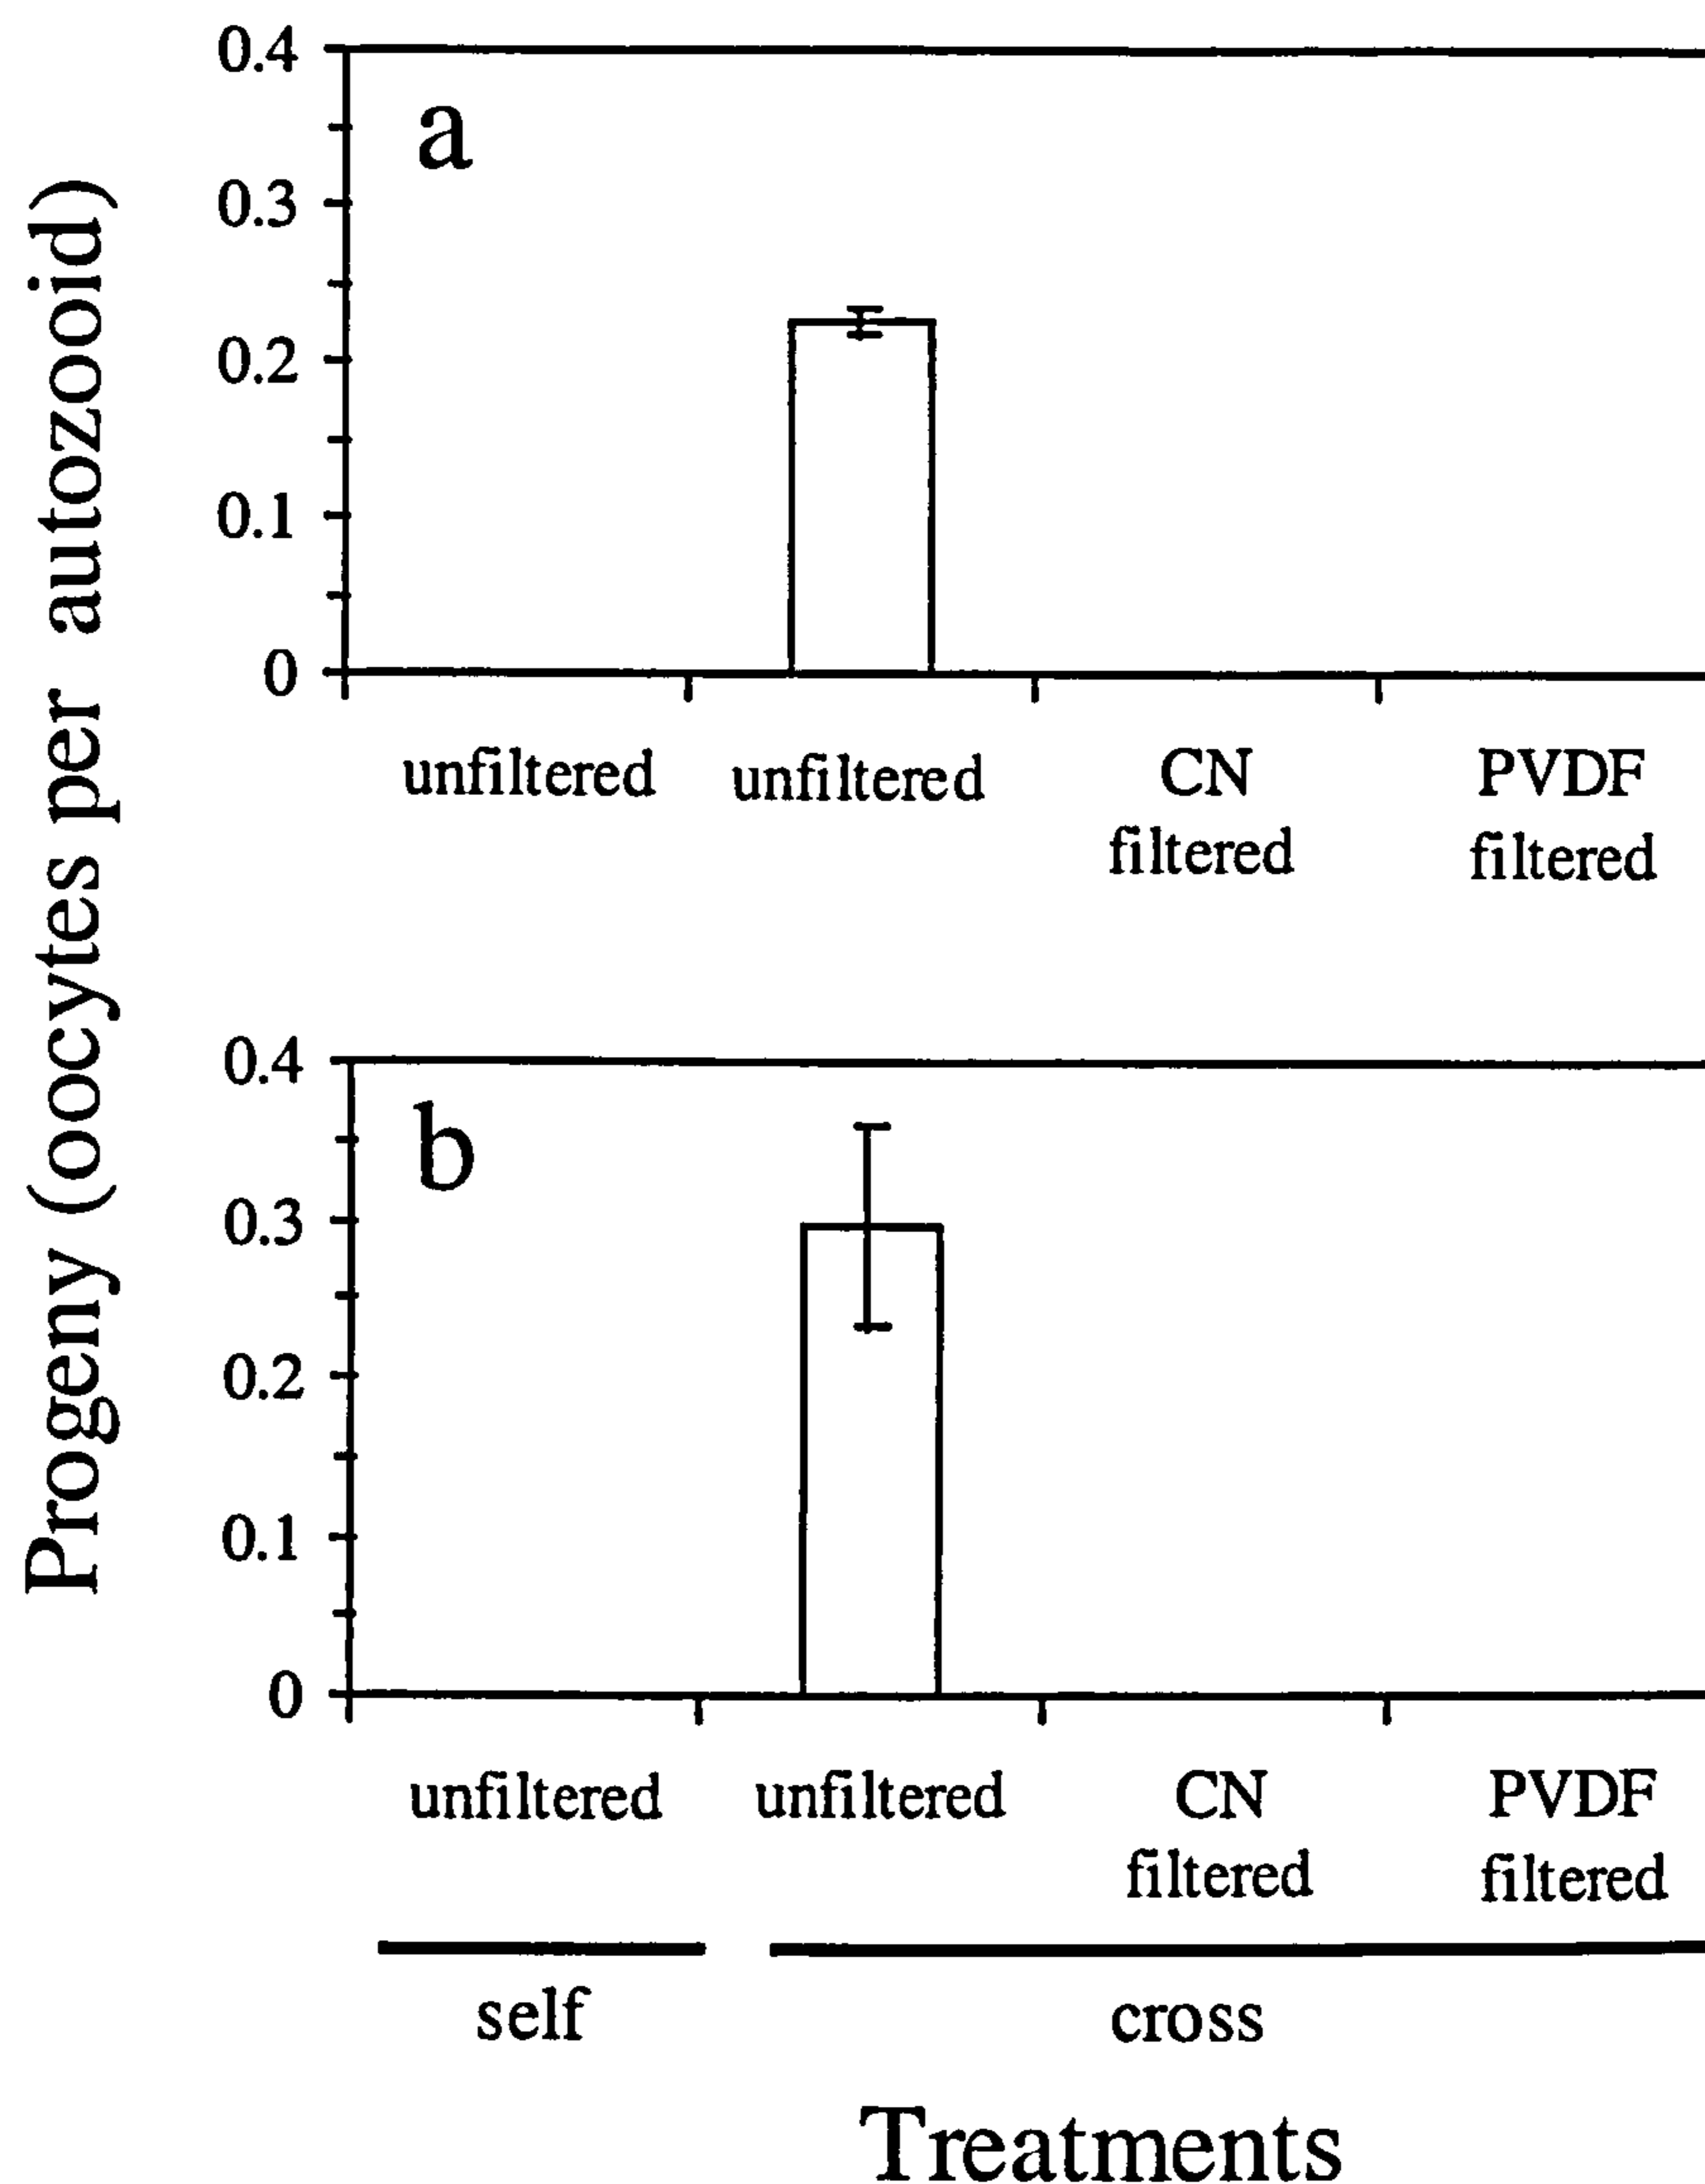 Progeny (oocytes per autozooid)
a
0.4
0.3
0.2
0.1
0
unfiltered unfiltered CN PVDF
filtered filtered
b
0.4
0.3
0.2
0.1
0
unfiltered unfiltered CN PVDF
filtered filtered
self cross
Treatments